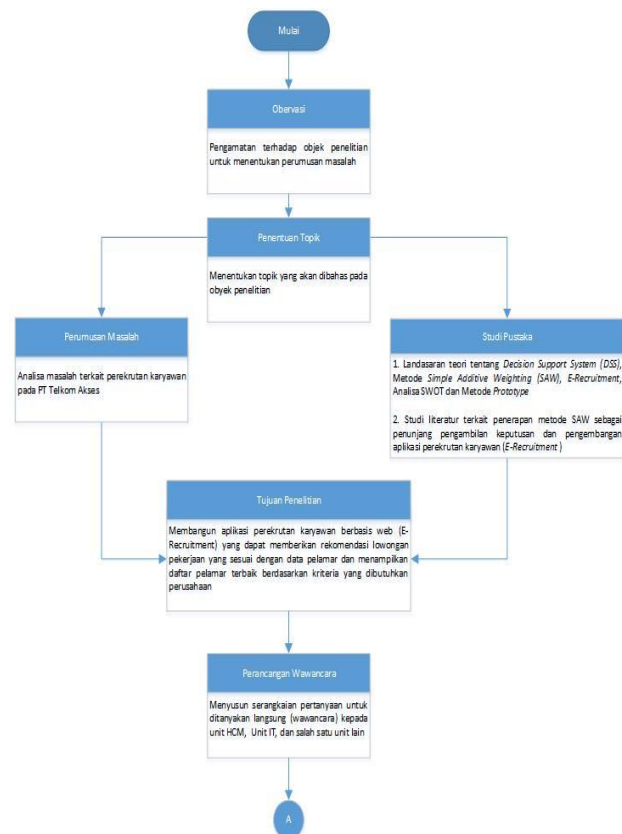 Mulai
Obervasi
Pengamatan terhadap objek penelitian
untuk menentukan perumusan masalah
Penentuan Topik
Menentukan topik yang akan dibahas pada
obyek penelitian
Perumusan Masalah
Analisa masalah terkait perekrutan karyawan
pada PT Telkom Akses
Studi Pustaka
1. Landasaran teori tentang Decision Support System (DSS),
Metode Simple Additive Weighting (SAW), E-Recruitment,
Analisa SWOT dan Metode Prototype
2. Studi literatur terkait penerapan metode SAW sebagai
penunjang pengambilan keputusan dan pengembangan
aplikasi perekrutan karyawan (E-Recruitment )
Tujuan Penelitian
Membangun aplikasi perekrutan karyawan berbasis web (E-
Recruitment) yang dapat memberikan rekomendasi lowongan
pekerjaan yang sesuai dengan data pelamar dan menampilkan
daftar pelamar terbaik berdasarkan kriteria yang dibutuhkan
perusahaan
Perancangan Wawancara
Menyusun serangkaian pertanyaan untuk
ditanyakan langsung (wawancara) kepada
unit HCM, Unit IT, dan salah satu unit lain
A